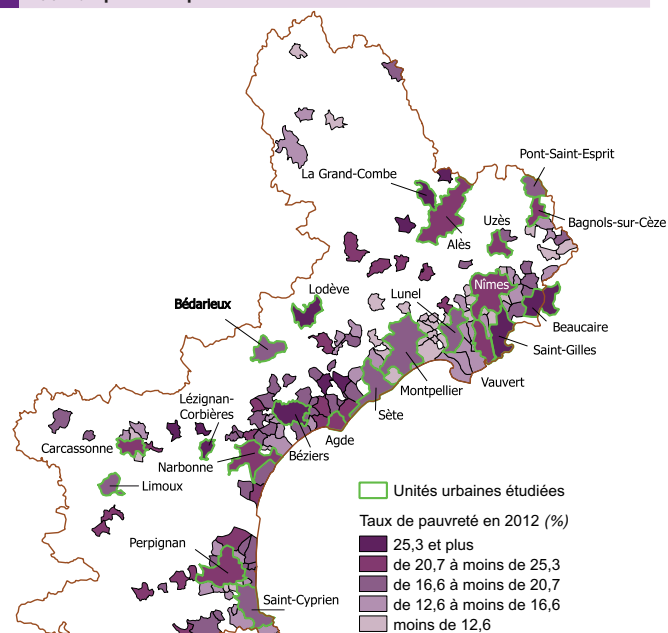 Pont-Saint-Esprit
La Grand-Combe
Uzès
Bagnols-sur-Cèze
Alès
Nîmes
Lodève
Lunel
Bédarieux
Beaucaire
Saint-Gilles
Vauvert
Montpellier
Lézignan-
Corbières
Sète
Agde
Carcassonne
Béziers
Narbonne
Limoux
Unités urbaines étudiées
Taux de pauvreté en 2012 (%)
Perpignan
25,3 et plus
de 20,7 à moins de 25,3
de 16,6 à moins de 20,7
Saint-Cyprien
de 12,6 à moins de 16,6
moins de 12,6